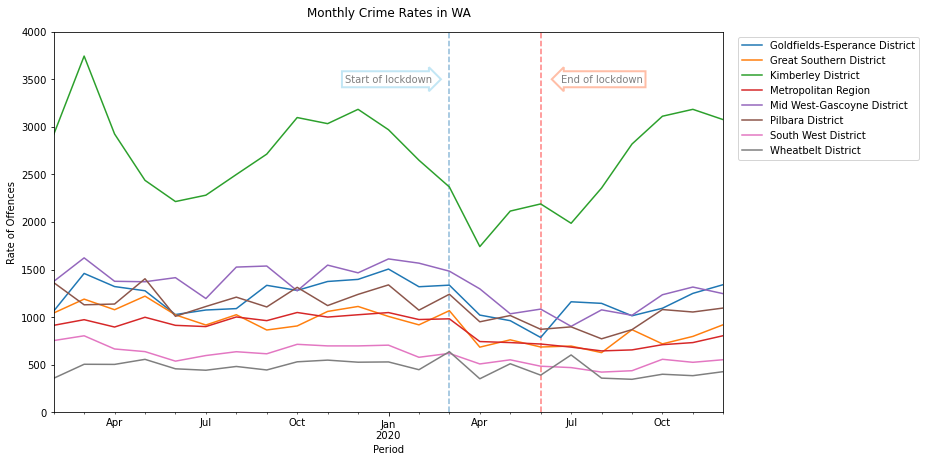 Monthly Crime Rates in WA
4000
3500
3000
2500
2000
1500
1000
500
0
Rate of Offences
Start of lockdown
End of lockdown
Goldfields-Esperance District
Great Southern District
Kimberley District
Metropolitan Region
Mid West-Gascoyne District
Pilbara District
South West District
Wheatbelt District
Apr
Jul
Oct
Jan
2020
Apr
Jul
Oct
Period